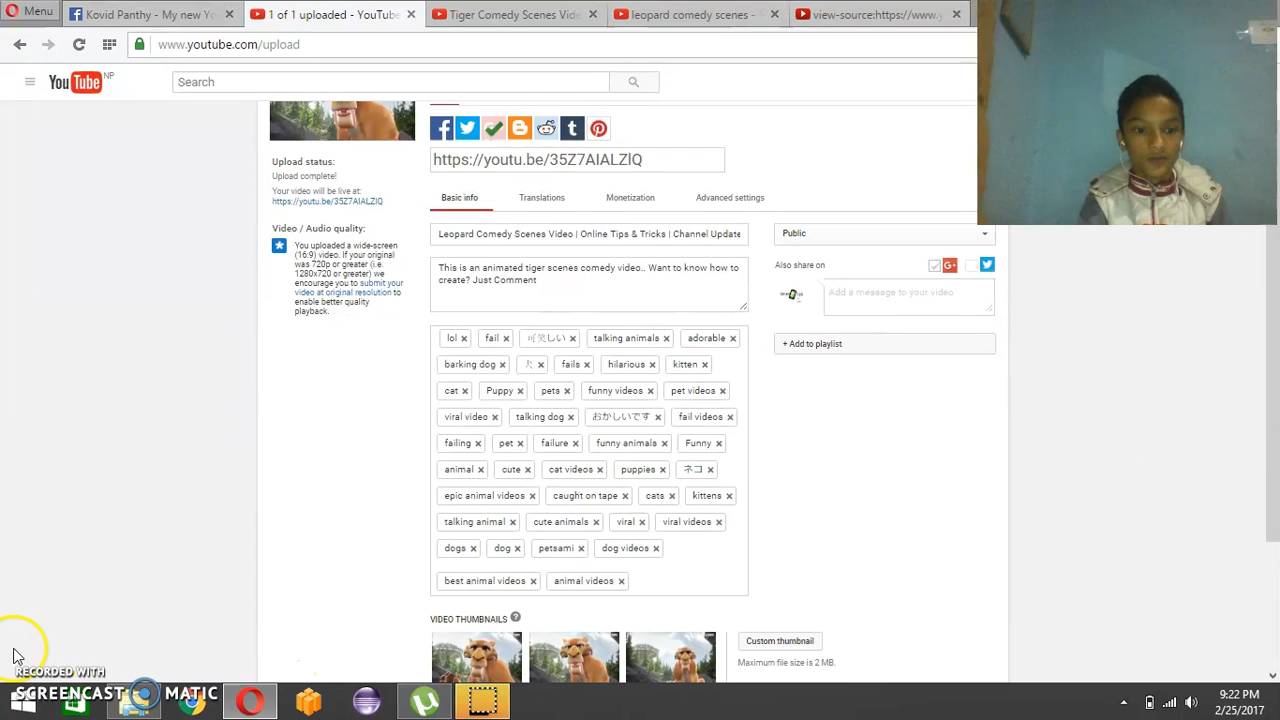 Menu
Kovid Panthy - My new Yo
1 of 1 uploaded - YouTube
Tiger Comedy Scenes Vide
leopard comedy scenes -
view-source:https://www.y
www.youtube.com/upload
YouTube NP
Search
https://youtu.be/35Z7AIALZlQ
Upload status:
Upload complete!
Your video will be live at:
https://youtu.be/35Z7AIALZlQ
Video / Audio quality:
You uploaded a wide-screen
(16:9) video. If your original
was 720p or greater (i.e.
1280x720 or greater) we
encourage you to submit your
video at original resolution to
enable better quality
playback.
Basic info Translations Monetization Advanced settings
Leopard Comedy Scenes Video | Online Tips & Tricks | Channel Update
This is an animated tiger scenes comedy video.. Want to know how to
create? Just Comment
Public
Also share on
Add a message to your video
+ Add to playlist
lol fail 可笑しい talking animals adorable
barking dog 犬 fails hilarious kitten
cat Puppy pets funny videos pet videos
viral video talking dog おかしいです fail videos
failing pet failure funny animals Funny
animal cute cat videos puppies ネコ
epic animal videos caught on tape cats kittens
talking animal cute animals viral viral videos
dogs dog petsami dog videos
best animal videos animal videos
VIDEO THUMBNAILS
Custom thumbnail
Maximum file size is 2 MB.
RECORDED WITH
SCREENCAST MATIC
9:22 PM
2/25/2017